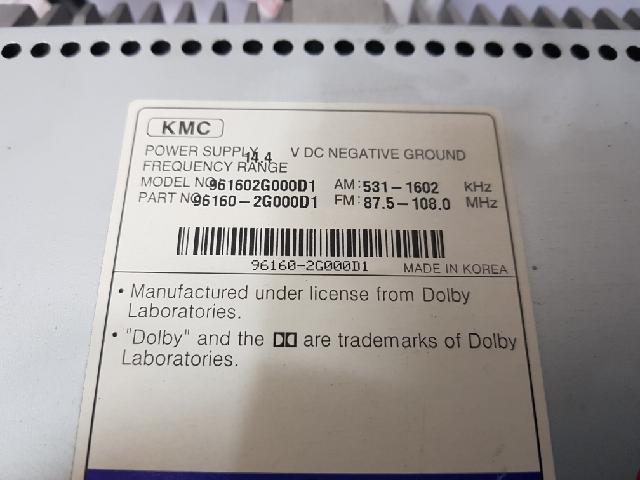 KMC
POWER SUPPLY 14.4 V DC NEGATIVE GROUND
FREQUENCY RANGE
MODEL NO 961602G000D1 AM: 531-1602 kHz
PART NO 96160-2G000D1 FM: 87.5-108.0 MHz
96160-2G000D1 MADE IN KOREA
• Manufactured under license from Dolby
Laboratories.
• "Dolby" and the are trademarks of Dolby
Laboratories.